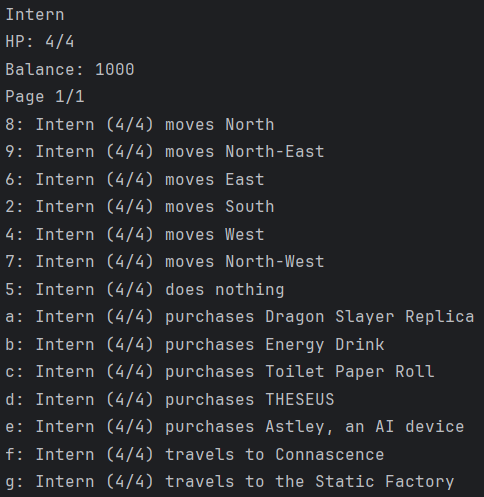 Intern
HP: 4/4
Balance: 1000
Page 1/1
8: Intern (4/4) moves North
9: Intern (4/4) moves North-East
6: Intern (4/4) moves East
2: Intern (4/4) moves South
4: Intern (4/4) moves West
7: Intern (4/4) moves North-West
5: Intern (4/4) does nothing
a: Intern (4/4) purchases Dragon Slayer Replica
b: Intern (4/4) purchases Energy Drink
c: Intern (4/4) purchases Toilet Paper Roll
d: Intern (4/4) purchases THESEUS
e: Intern (4/4) purchases Astley, an AI device
f: Intern (4/4) travels to Connascence
g: Intern (4/4) travels to the Static Factory